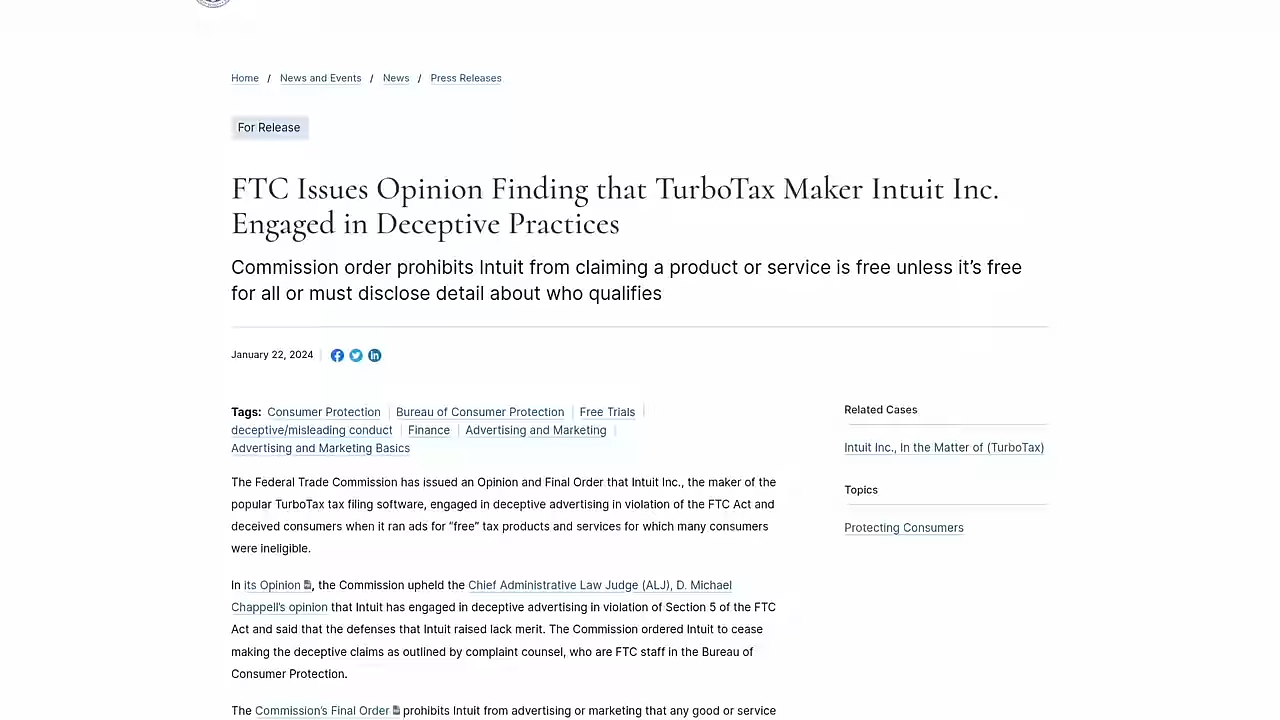 Home / News and Events / News / Press Releases
For Release
FTC Issues Opinion Finding that TurboTax Maker Intuit Inc.
Engaged in Deceptive Practices
Commission order prohibits Intuit from claiming a product or service is free unless it’s free
for all or must disclose detail about who qualifies
January 22, 2024
Tags: Consumer Protection | Bureau of Consumer Protection | Free Trials |
deceptive/misleading conduct | Finance | Advertising and Marketing |
Advertising and Marketing Basics
The Federal Trade Commission has issued an Opinion and Final Order that Intuit Inc., the maker of the
popular TurboTax tax filing software, engaged in deceptive advertising in violation of the FTC Act and
deceived consumers when it ran ads for “free” tax products and services for which many consumers
were ineligible.
In its Opinion, the Commission upheld the Chief Administrative Law Judge (ALJ), D. Michael
Chappell’s opinion that Intuit has engaged in deceptive advertising in violation of Section 5 of the FTC
Act and said that the defenses that Intuit raised lack merit. The Commission ordered Intuit to cease
making the deceptive claims as outlined by complaint counsel, who are FTC staff in the Bureau of
Consumer Protection.
The Commission’s Final Order prohibits Intuit from advertising or marketing that any good or service
Related Cases
Intuit Inc., In the Matter of (TurboTax)
Topics
Protecting Consumers